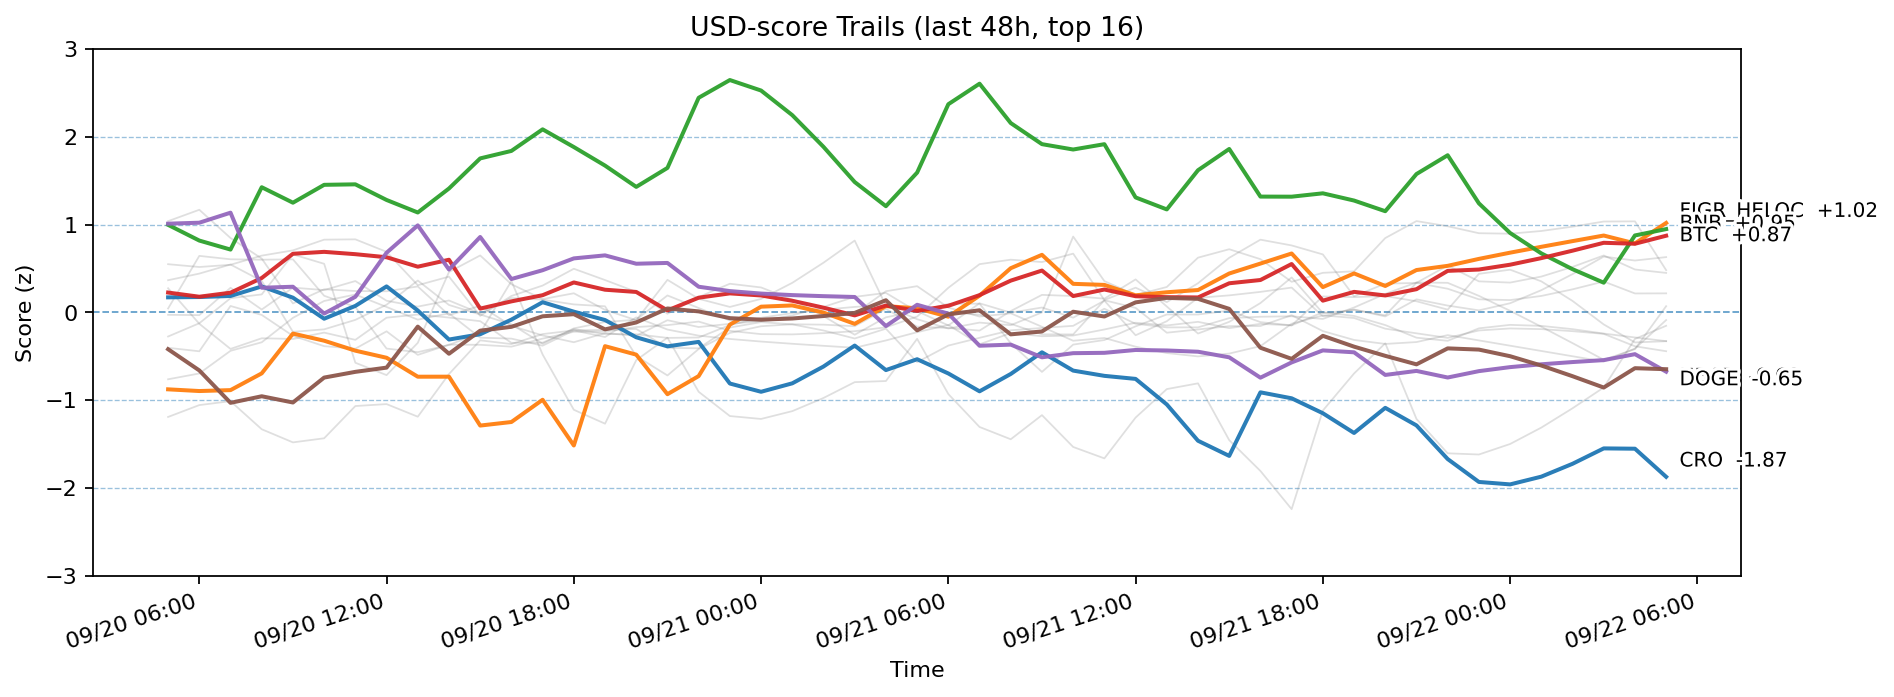 USD-score Trails (last 48h, top 16)
3
2
1
0
−1
−2
−3
Score (z)
FIGR_HELOC +1.02
BNB +0.95
BTC +0.87
DOGE -0.65
CRO -1.87
09/20 06:00
09/20 12:00
09/20 18:00
09/21 00:00
09/21 06:00
09/21 12:00
09/21 18:00
09/22 00:00
09/22 06:00
Time